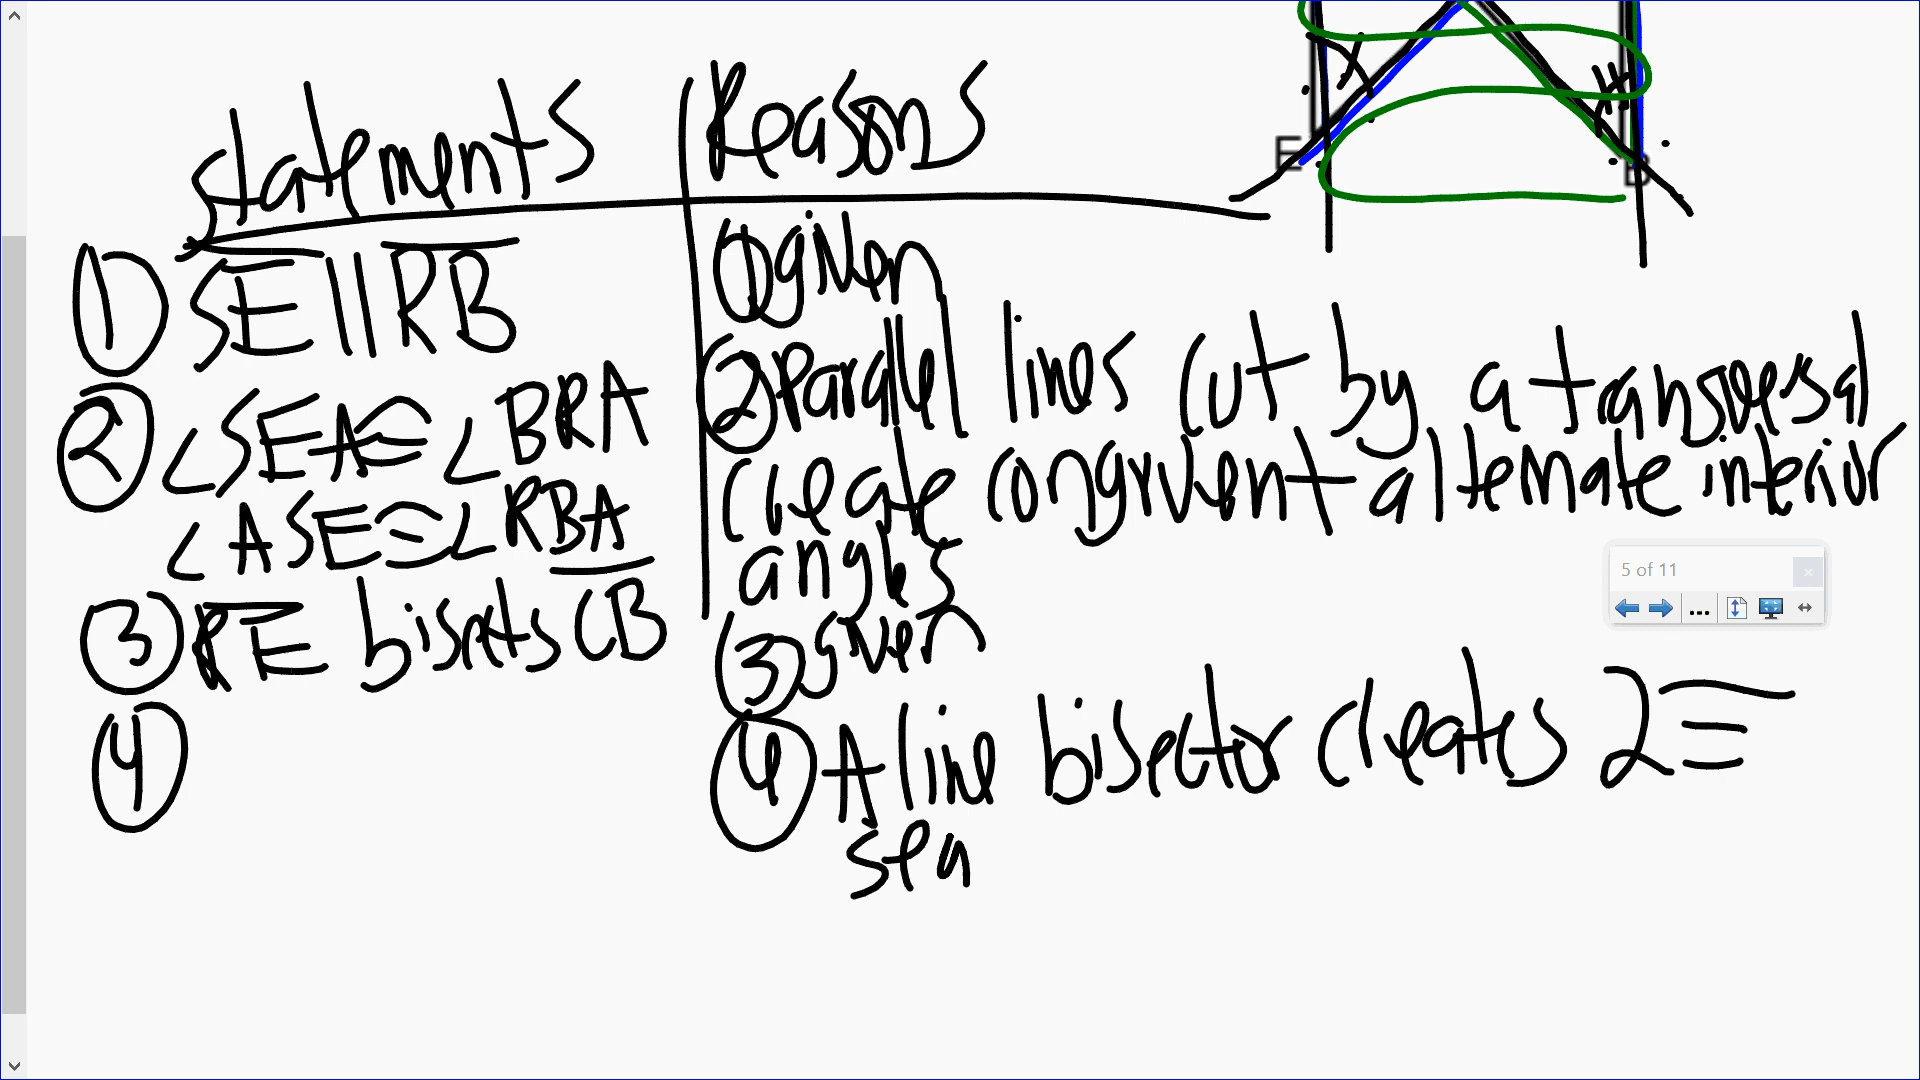 statements Reasons
E B
① SE || RB ① given
② ∠SEA ≅ ∠BRA ② Parallel lines cut by a transversal
∠ASE ≅ ∠RBA create congruent alternate interior
angles
③ RE bisects CB ③ given
④ ④ A line bisector creates 2 ≅
seg
5 of 11